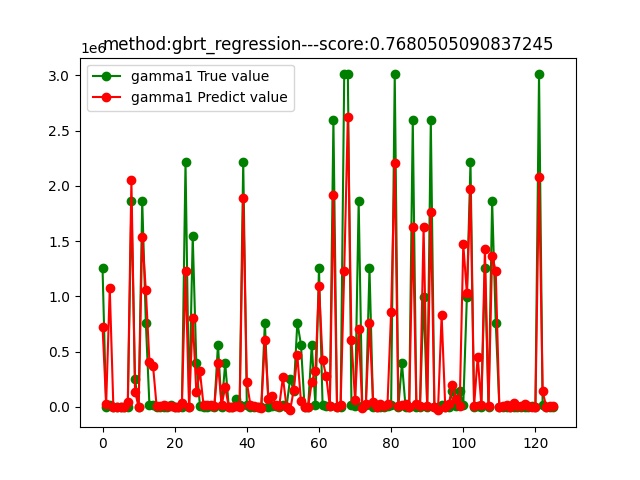 method:gbrt_regression---score:0.7680505090837245
1e6
gamma1 True value
gamma1 Predict value
3.0
2.5
2.0
1.5
1.0
0.5
0.0
0 20 40 60 80 100 120